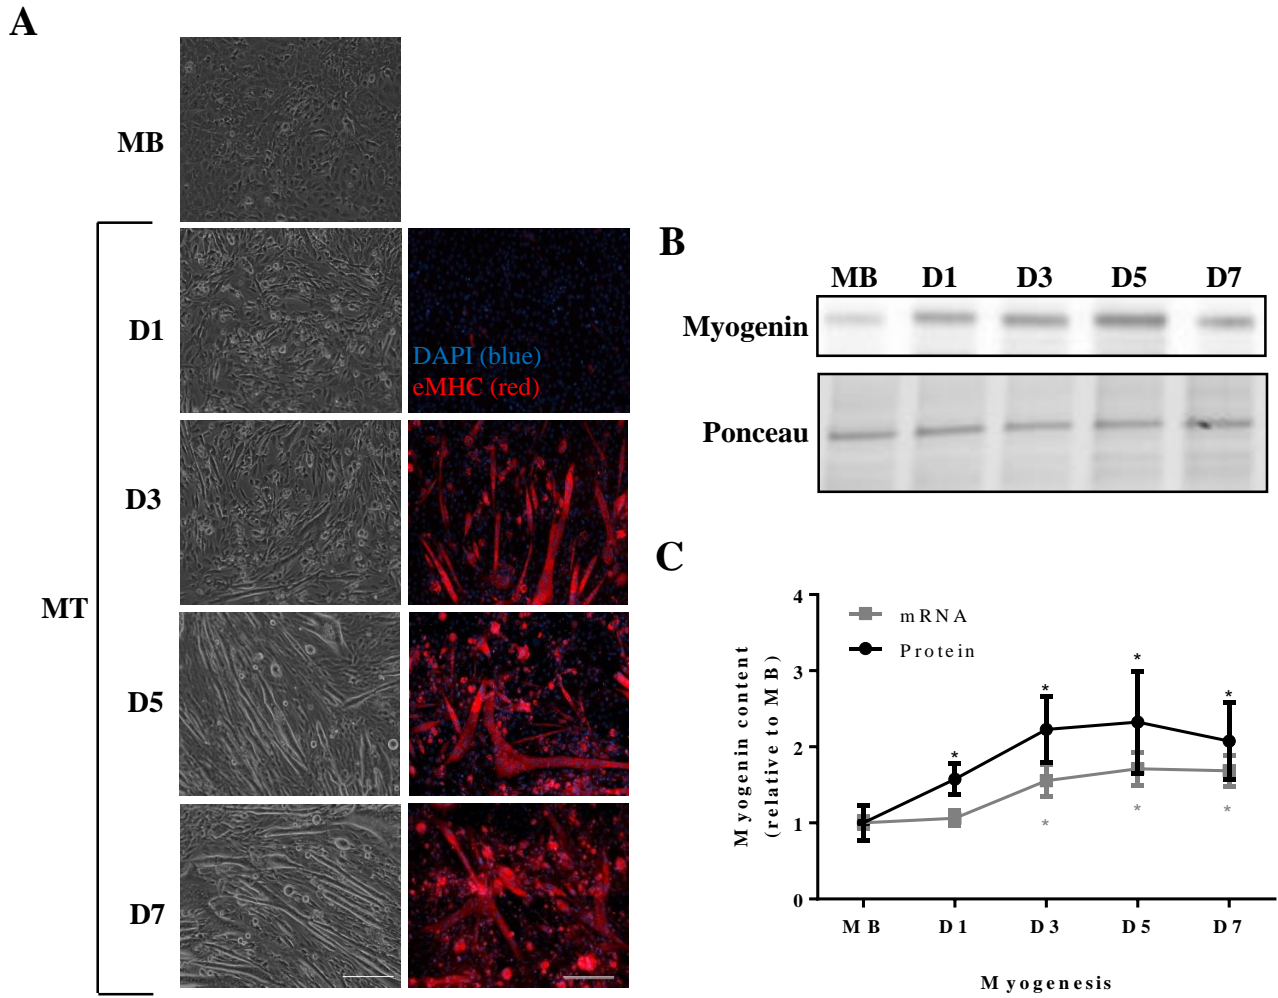 A
MB
D1
DAPI (blue)
eMHC (red)
D3
MT
D5
D7
B
MB D1 D3 D5 D7
Myogenin
Ponceau
C
Myogenin content
(relative to MB)
4
3
2
1
0
mRNA
Protein
*
*
*
*
*
*
*
MB D1 D3 D5 D7
Myogenesis